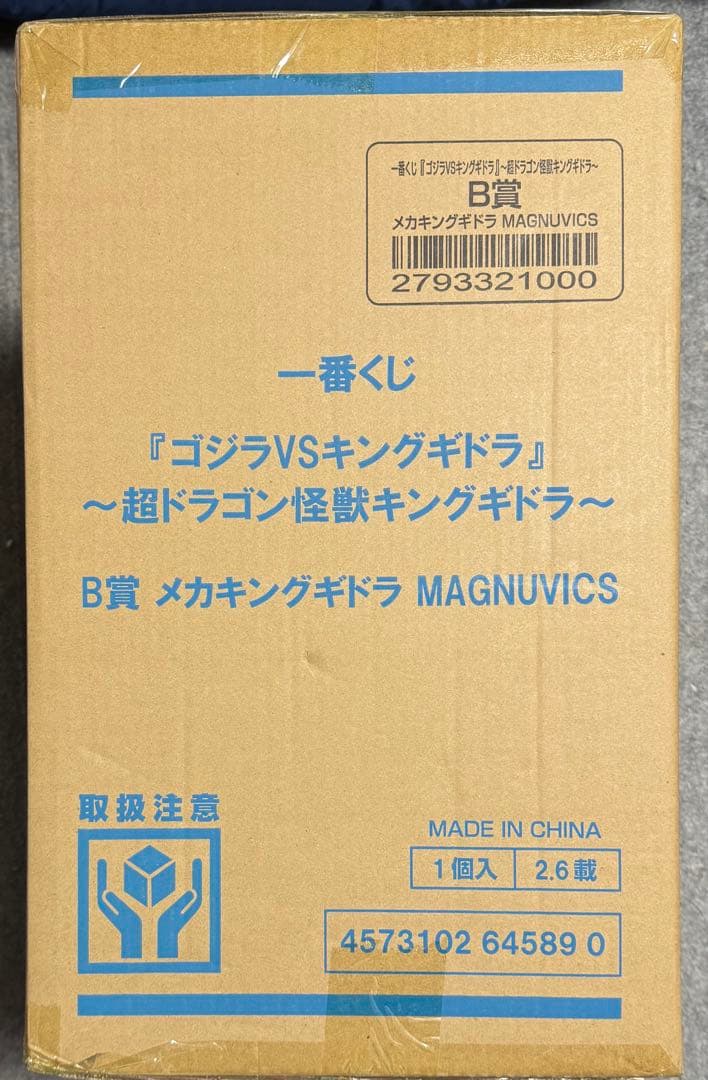 一番くじ『ゴジラVSキングギドラ』~超ドラゴン怪獣キングギドラ~
B賞
メカキングギドラ MAGNUVICS
2793321000
一番くじ
『ゴジラVSキングギドラ』
~超ドラゴン怪獣キングギドラ~
B賞 メカキングギドラ MAGNUVICS
取扱注意
MADE IN CHINA
1個入 2.6載
4573102 64589 0